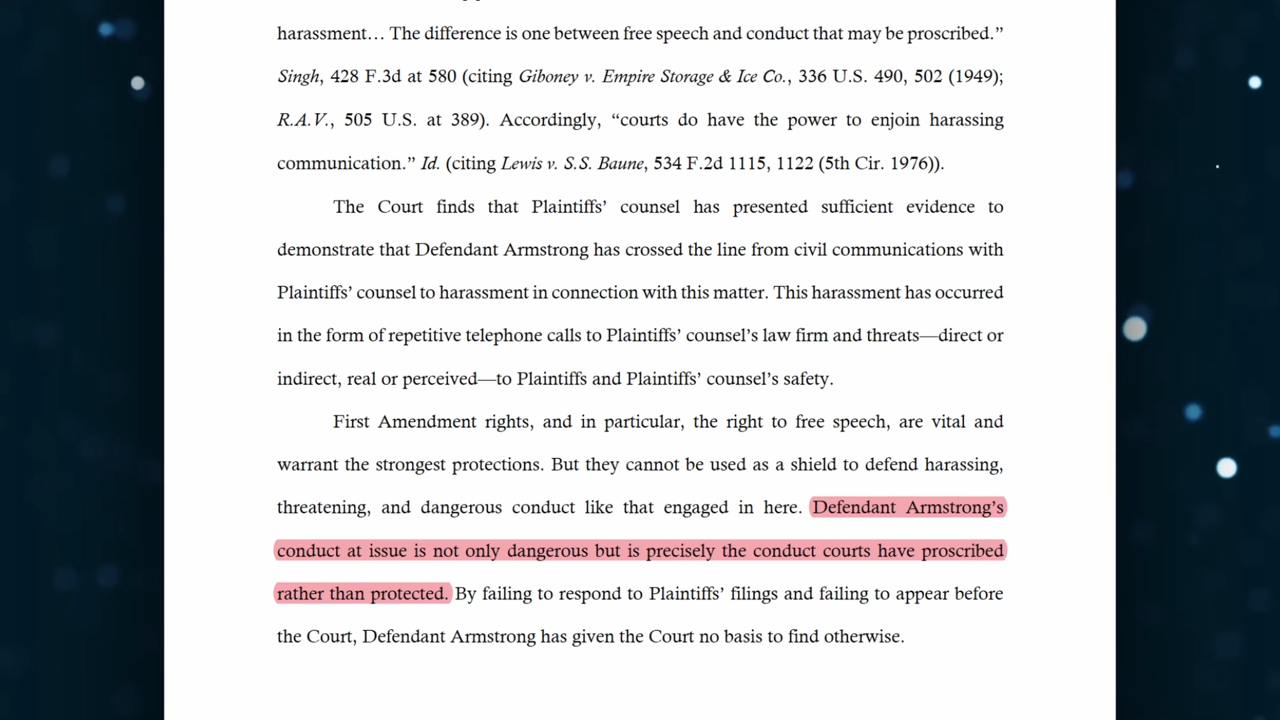 harassment… The difference is one between free speech and conduct that may be proscribed.”
Singh, 428 F.3d at 580 (citing Giboney v. Empire Storage & Ice Co., 336 U.S. 490, 502 (1949);
R.A.V., 505 U.S. at 389). Accordingly, “courts do have the power to enjoin harassing
communication.” Id. (citing Lewis v. S.S. Baune, 534 F.2d 1115, 1122 (5th Cir. 1976)).
The Court finds that Plaintiffs’ counsel has presented sufficient evidence to
demonstrate that Defendant Armstrong has crossed the line from civil communications with
Plaintiffs’ counsel to harassment in connection with this matter. This harassment has occurred
in the form of repetitive telephone calls to Plaintiffs’ counsel’s law firm and threats—direct or
indirect, real or perceived—to Plaintiffs and Plaintiffs’ counsel’s safety.
First Amendment rights, and in particular, the right to free speech, are vital and
warrant the strongest protections. But they cannot be used as a shield to defend harassing,
threatening, and dangerous conduct like that engaged in here. Defendant Armstrong’s
conduct at issue is not only dangerous but is precisely the conduct courts have proscribed
rather than protected. By failing to respond to Plaintiffs’ filings and failing to appear before
the Court, Defendant Armstrong has given the Court no basis to find otherwise.